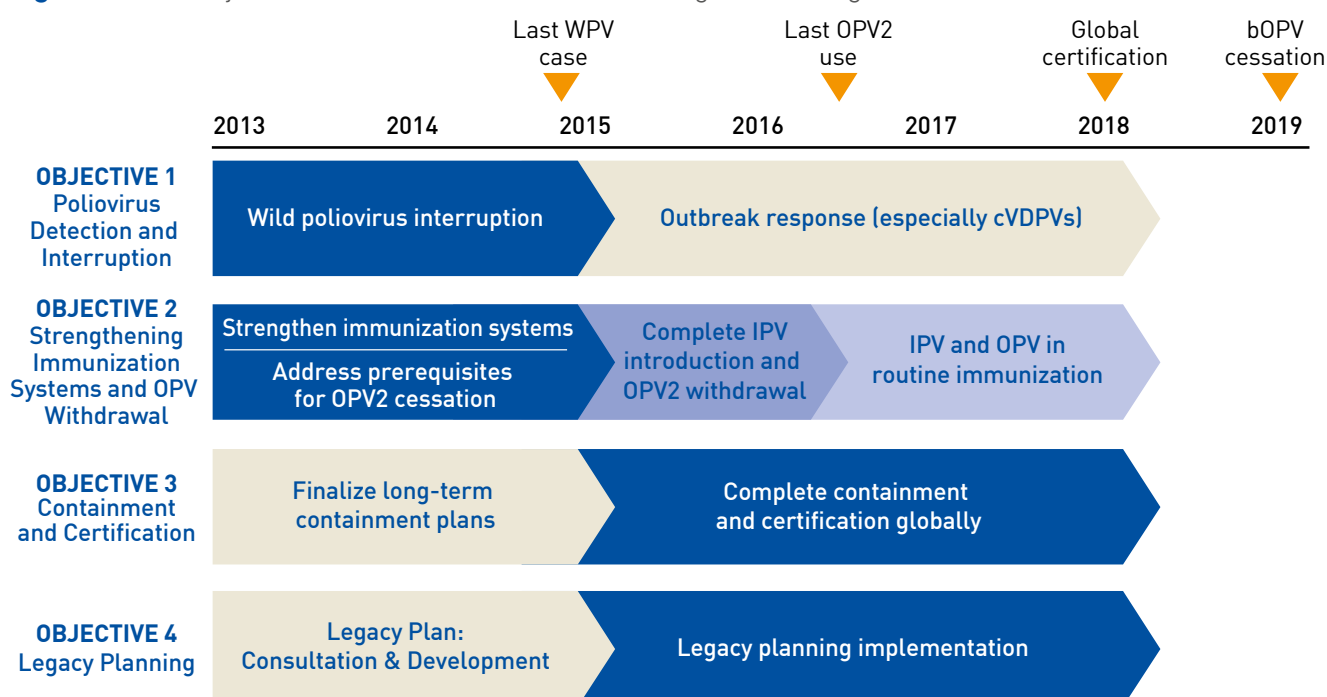 Last WPV
case
Last OPV2
use
Global
certification
bOPV
cessation
2013 2014 2015 2016 2017 2018 2019
OBJECTIVE 1
Poliovirus
Detection and
Interruption
Wild poliovirus interruption
Outbreak response (especially cVDPVs)
OBJECTIVE 2
Strengthening
Immunization
Systems and OPV
Withdrawal
Strengthen immunization systems
Address prerequisites
for OPV2 cessation
Complete IPV
introduction and
OPV2 withdrawal
IPV and OPV in
routine immunization
OBJECTIVE 3
Containment
and Certification
Finalize long-term
containment plans
Complete containment
and certification globally
OBJECTIVE 4
Legacy Planning
Legacy Plan:
Consultation & Development
Legacy planning implementation